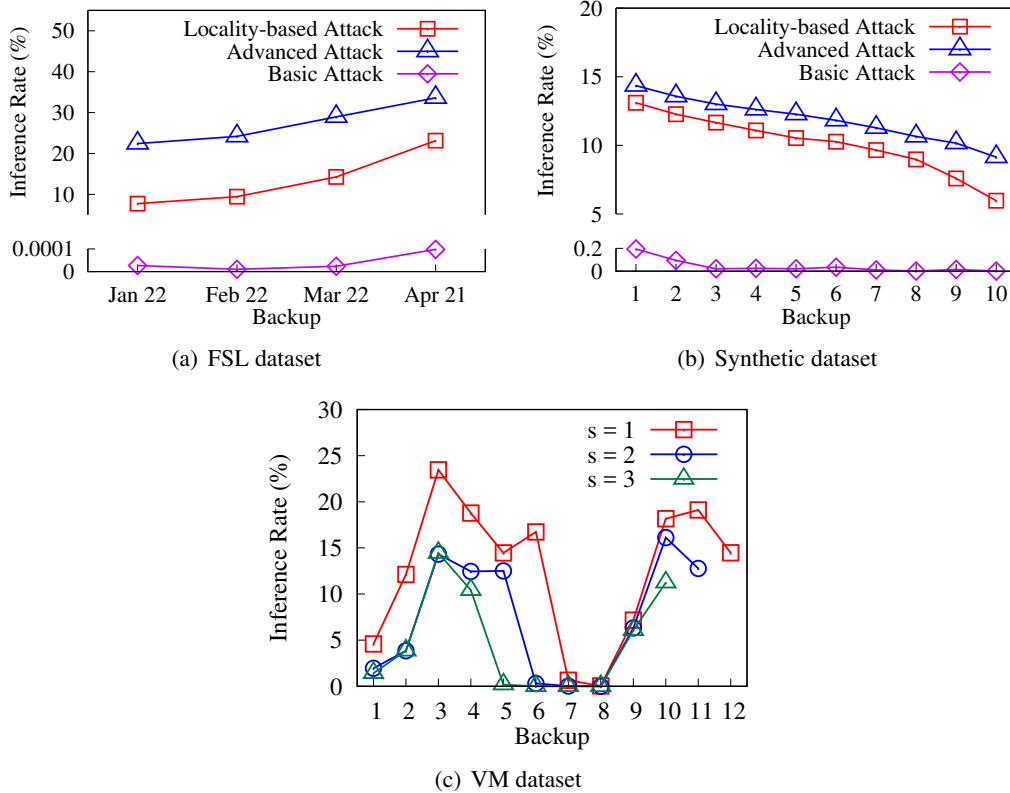 50
40
30
20
10
0.0001
0
Inference Rate (%)
Locality-based Attack
Advanced Attack
Basic Attack
Jan 22 Feb 22 Mar 22 Apr 21
Backup
(a) FSL dataset
20
15
10
5
0.2
0
Inference Rate (%)
Locality-based Attack
Advanced Attack
Basic Attack
1 2 3 4 5 6 7 8 9 10
Backup
(b) Synthetic dataset
30
25
20
15
10
5
0
Inference Rate (%)
s = 1
s = 2
s = 3
1 2 3 4 5 6 7 8 9 10 11 12
Backup
(c) VM dataset